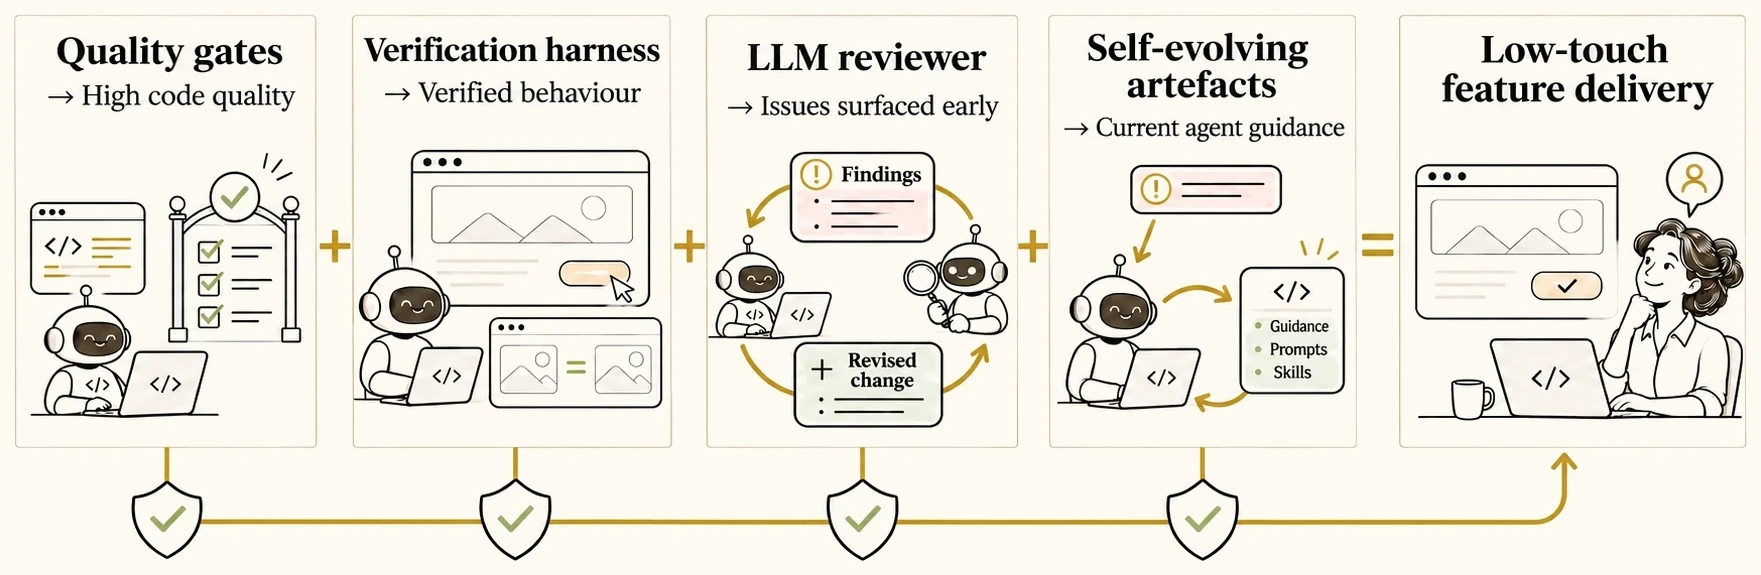 Quality gates
→ High code quality
</>
</>
</>
+
Verification harness
→ Verified behaviour
</>
=
+
LLM reviewer
→ Issues surfaced early
! Findings
</>
</>
+ Revised
change
+
Self-evolving
artefacts
→ Current agent guidance
!
</>
</>
• Guidance
• Prompts
• Skills
=
Low-touch
feature delivery
</>